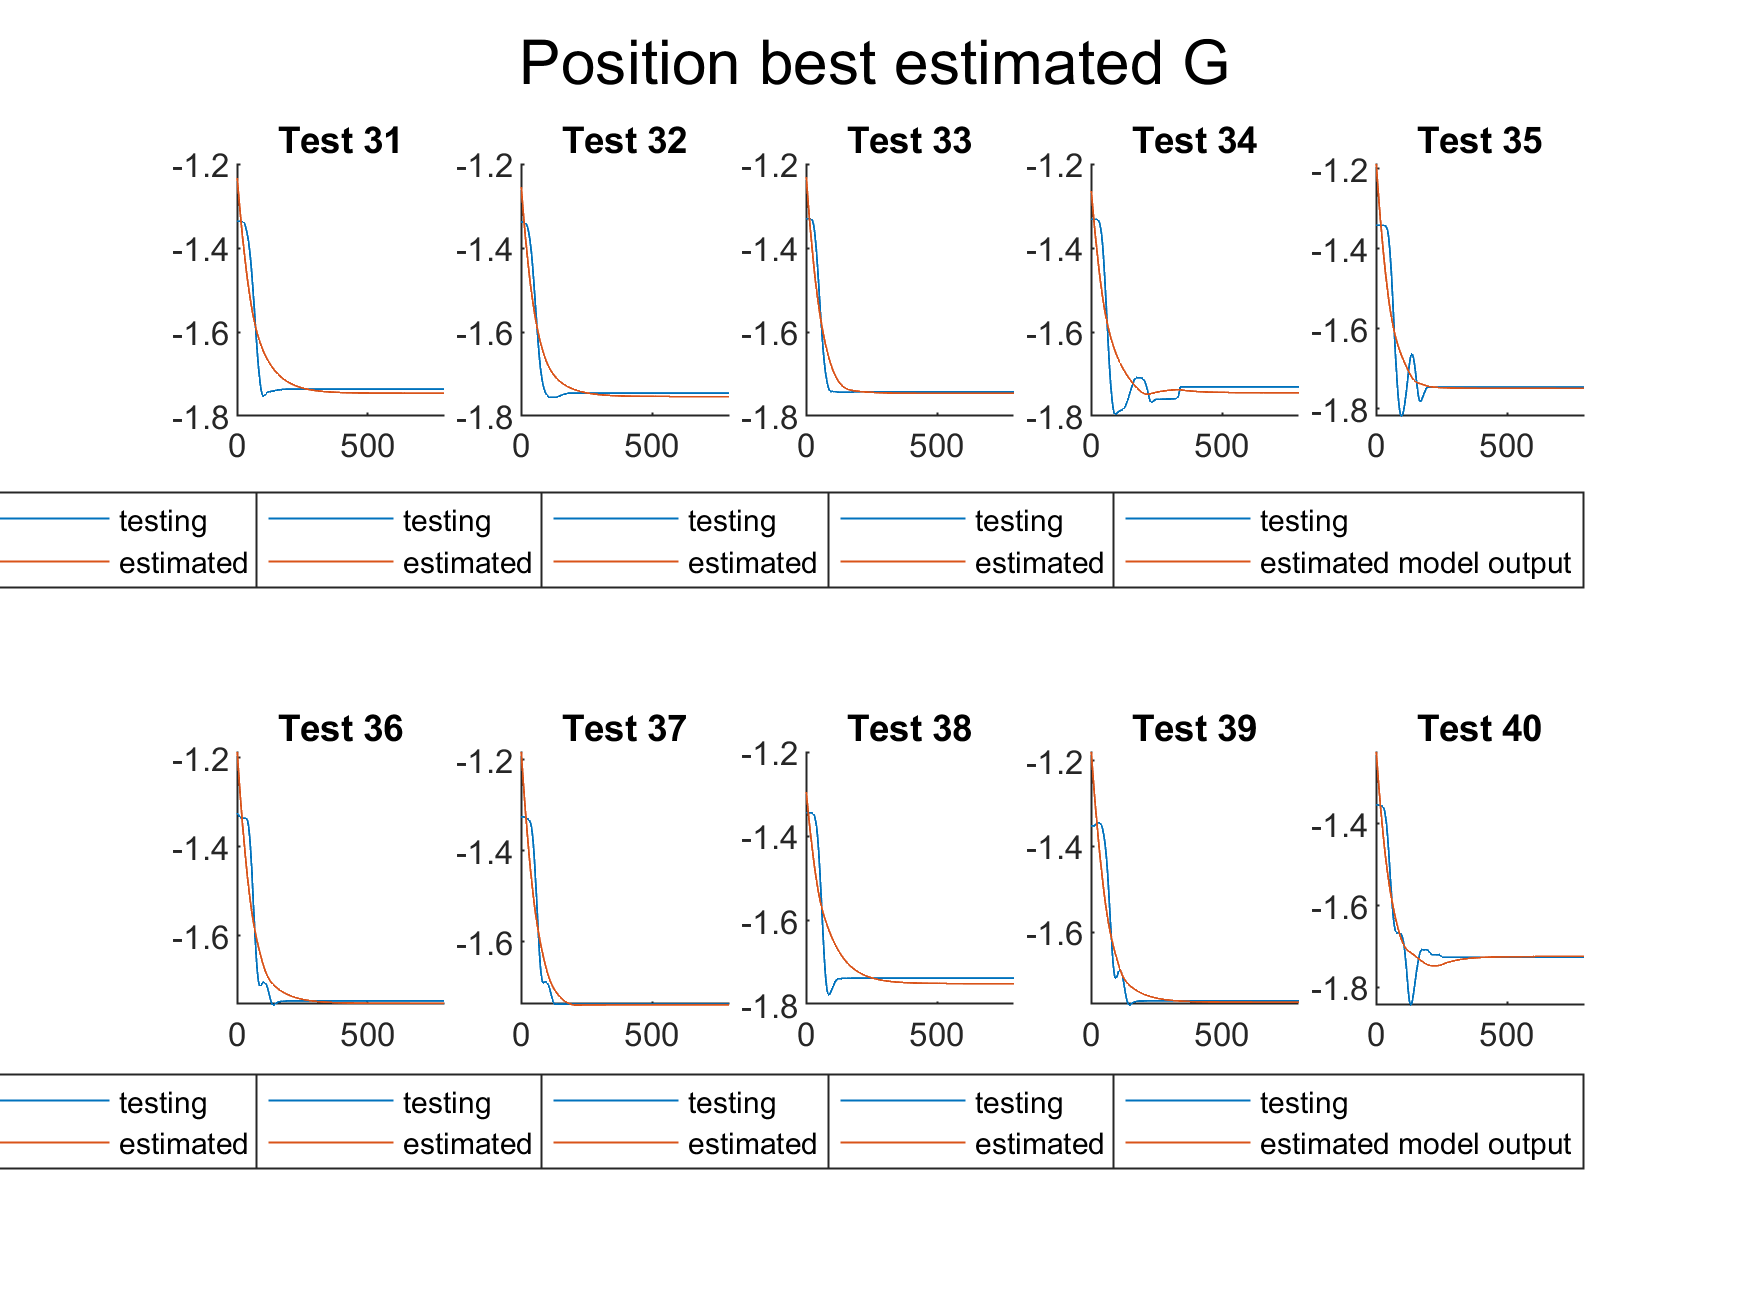 Position best estimated G
Test 31 Test 32 Test 33 Test 34 Test 35
-1.2 -1.2 -1.2 -1.2 -1.2
-1.4 -1.4 -1.4 -1.4 -1.4
-1.6 -1.6 -1.6 -1.6 -1.6
-1.8 -1.8 -1.8 -1.8 -1.8
0 500 0 500 0 500 0 500 0 500
testing testing testing testing testing
estimated estimated estimated estimated estimated model output
Test 36 Test 37 Test 38 Test 39 Test 40
-1.2 -1.2 -1.2 -1.2
-1.4 -1.4 -1.4 -1.4 -1.4
-1.6 -1.6 -1.6 -1.6 -1.6
-1.8 -1.8
0 500 0 500 0 500 0 500 0 500
testing testing testing testing testing
estimated estimated estimated estimated estimated model output